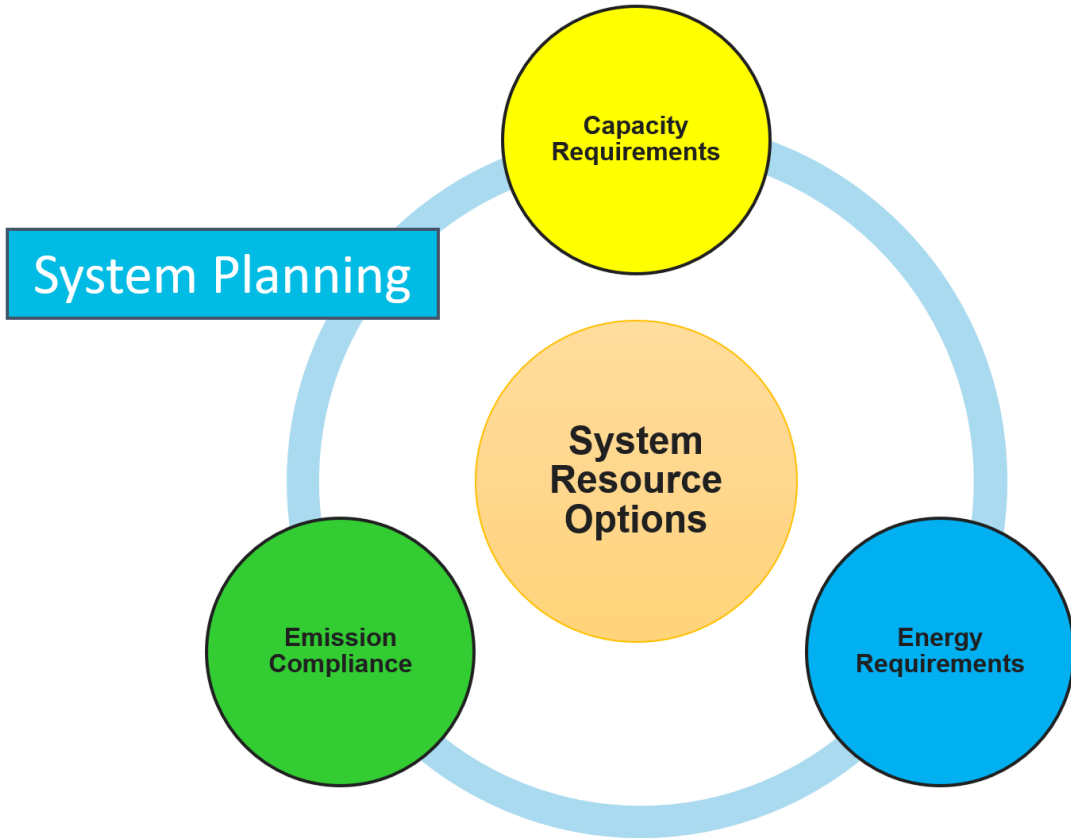 Capacity
Requirements
System Planning
System
Resource
Options
Emission
Compliance
Energy
Requirements